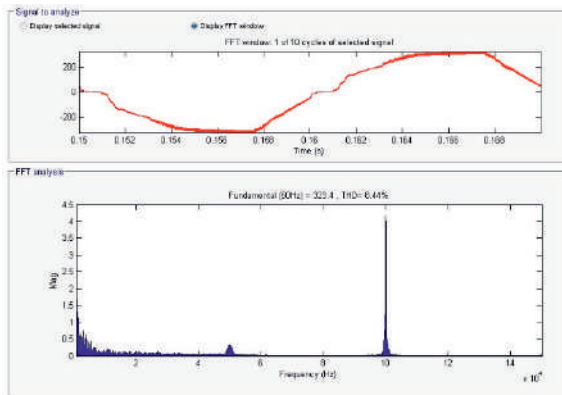 Signal to analyze
Display selected signal
Display FFT window
FFT window: 1 of 10 cycles of selected signal
200
0
-200
0.15 0.152 0.154 0.156 0.158 0.16 0.162 0.164 0.166 0.168
Time (s)
FFT analysis
Fundamental (50Hz) = 323.4 , THD= 6.44%
4.5
4
3.5
3
2.5
2
1.5
1
0.5
0
Mag
2 4 6 8 10 12 14
Frequency (Hz)